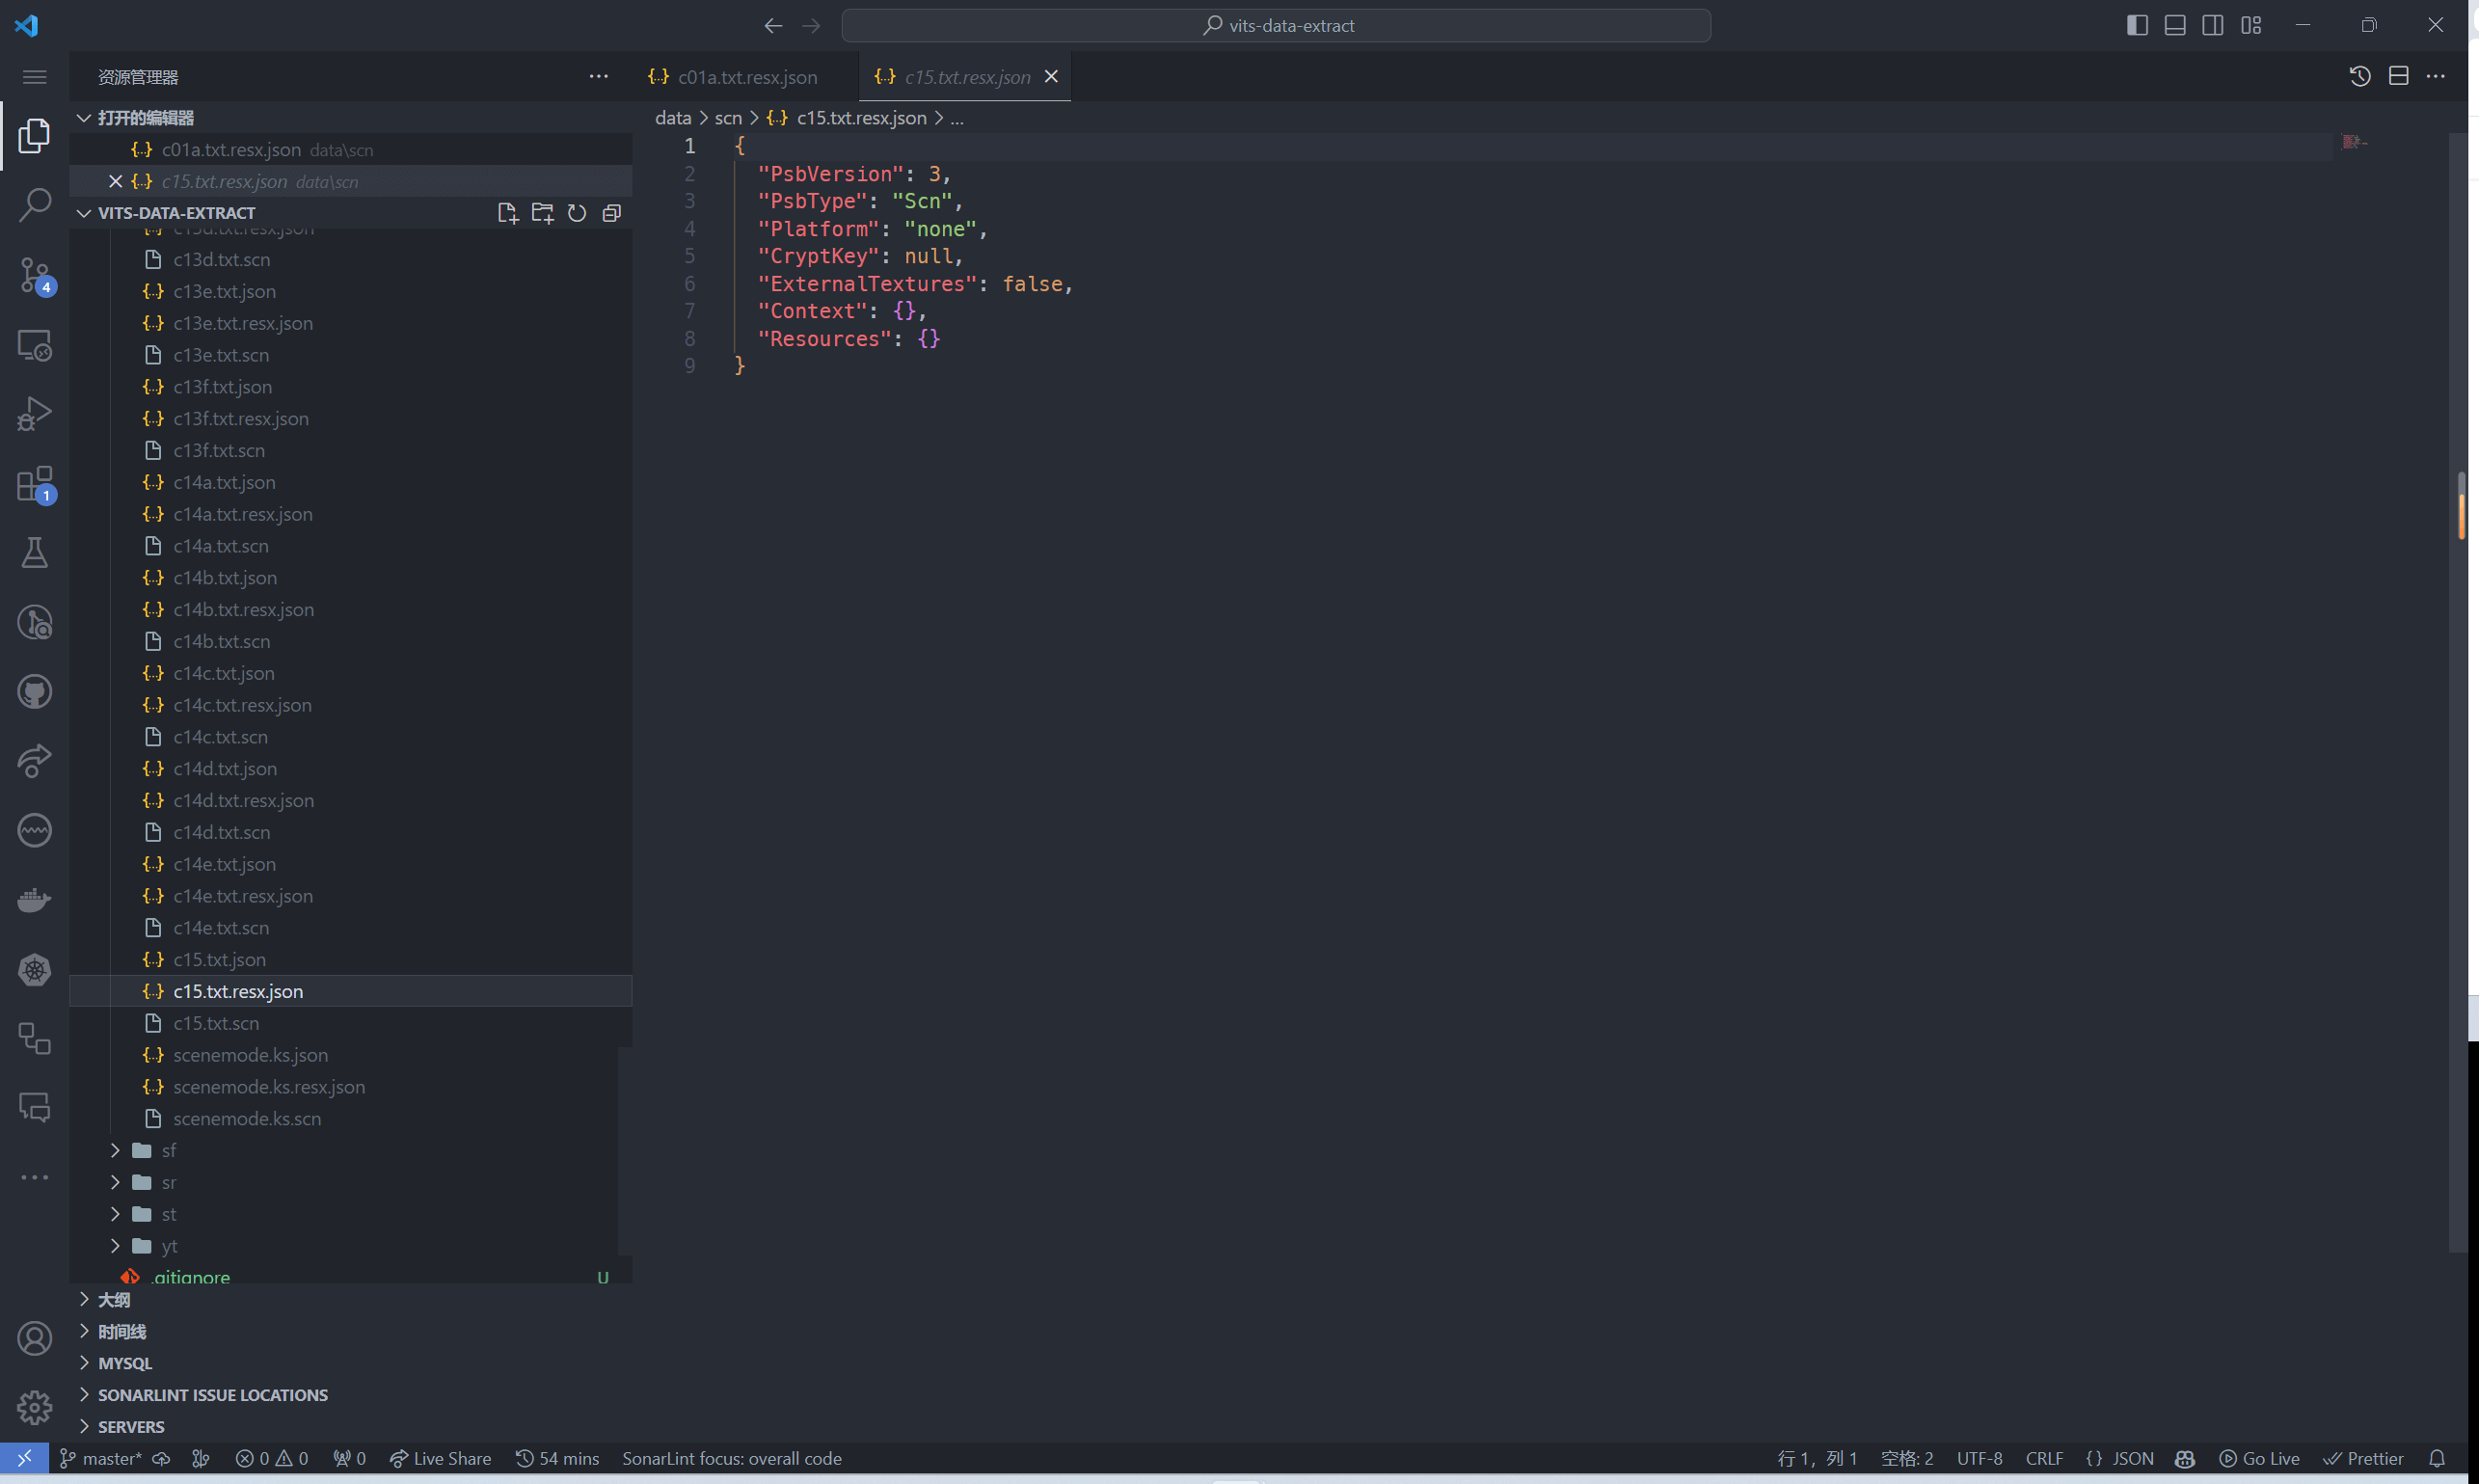 vits-data-extract
资源管理器
打开的编辑器
c01a.txt.resx.json data\scn
c15.txt.resx.json data\scn
VITS-DATA-EXTRACT
c13d.txt.resx.json
c13d.txt.scn
c13e.txt.json
c13e.txt.resx.json
c13e.txt.scn
c13f.txt.json
c13f.txt.resx.json
c13f.txt.scn
c14a.txt.json
c14a.txt.resx.json
c14a.txt.scn
c14b.txt.json
c14b.txt.resx.json
c14b.txt.scn
c14c.txt.json
c14c.txt.resx.json
c14c.txt.scn
c14d.txt.json
c14d.txt.resx.json
c14d.txt.scn
c14e.txt.json
c14e.txt.resx.json
c14e.txt.scn
c15.txt.json
c15.txt.resx.json
c15.txt.scn
scenemode.ks.json
scenemode.ks.resx.json
scenemode.ks.scn
sf
sr
st
yt
.gitignore U
大纲
时间线
MYSQL
SONARLINT ISSUE LOCATIONS
SERVERS
4
1
c01a.txt.resx.json
c15.txt.resx.json
data > scn > {..} c15.txt.resx.json > ...
1 {
2 "PsbVersion": 3,
3 "PsbType": "Scn",
4 "Platform": "none",
5 "CryptKey": null,
6 "ExternalTextures": false,
7 "Context": {},
8 "Resources": {}
9 }
master* 0 0 0 Live Share 54 mins SonarLint focus: overall code 行 1，列 1 空格: 2 UTF-8 CRLF {} JSON Go Live Prettier